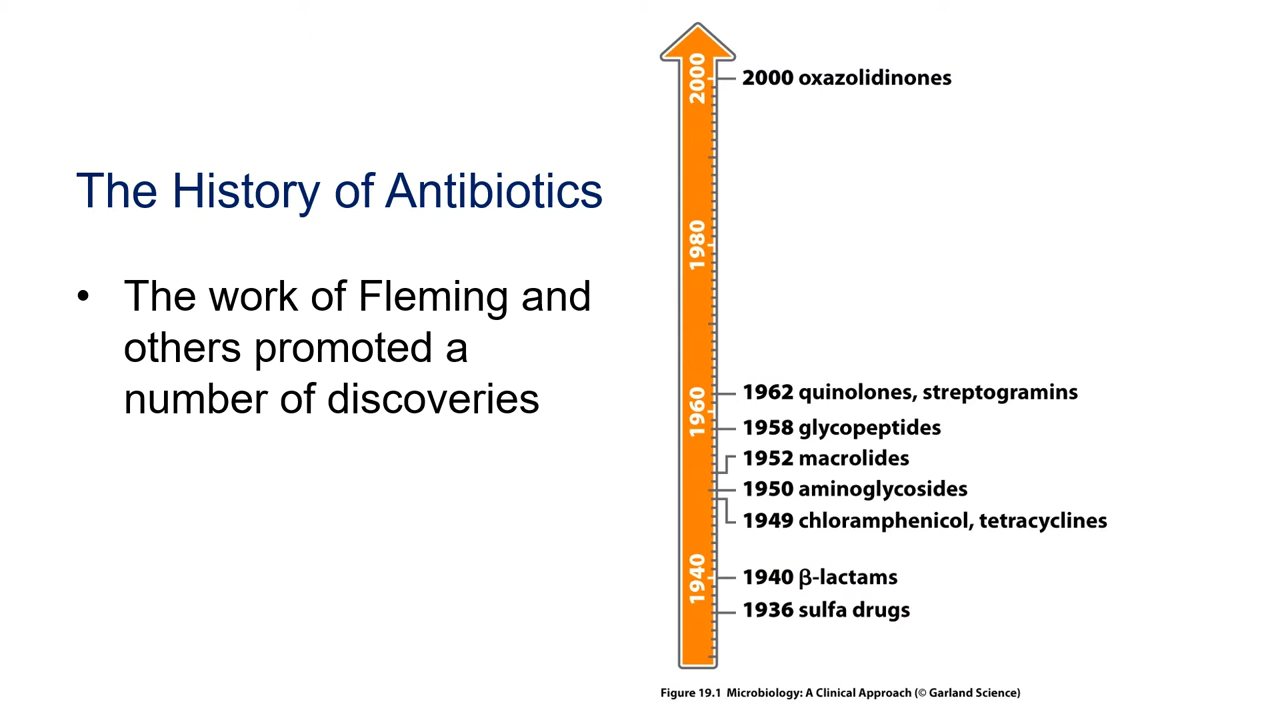 The History of Antibiotics
• The work of Fleming and
others promoted a
number of discoveries
2000
1980
1960
1940
2000 oxazolidinones
1962 quinolones, streptogramins
1958 glycopeptides
1952 macrolides
1950 aminoglycosides
1949 chloramphenicol, tetracyclines
1940 β-lactams
1936 sulfa drugs
Figure 19.1 Microbiology: A Clinical Approach (© Garland Science)